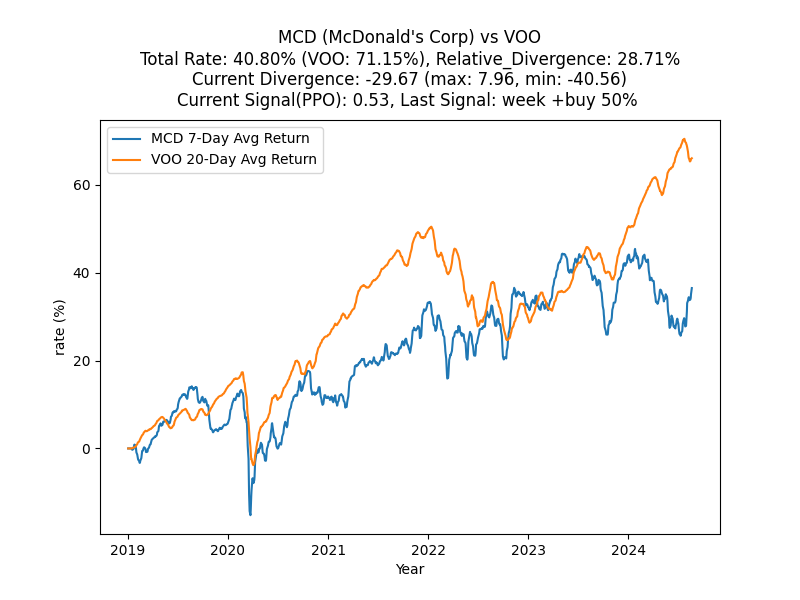 MCD (McDonald's Corp) vs VOO
Total Rate: 40.80% (VOO: 71.15%), Relative_Divergence: 28.71%
Current Divergence: -29.67 (max: 7.96, min: -40.56)
Current Signal(PPO): 0.53, Last Signal: week +buy 50%
MCD 7-Day Avg Return
VOO 20-Day Avg Return
60
40
20
0
rate (%)
2019 2020 2021 2022 2023 2024
Year